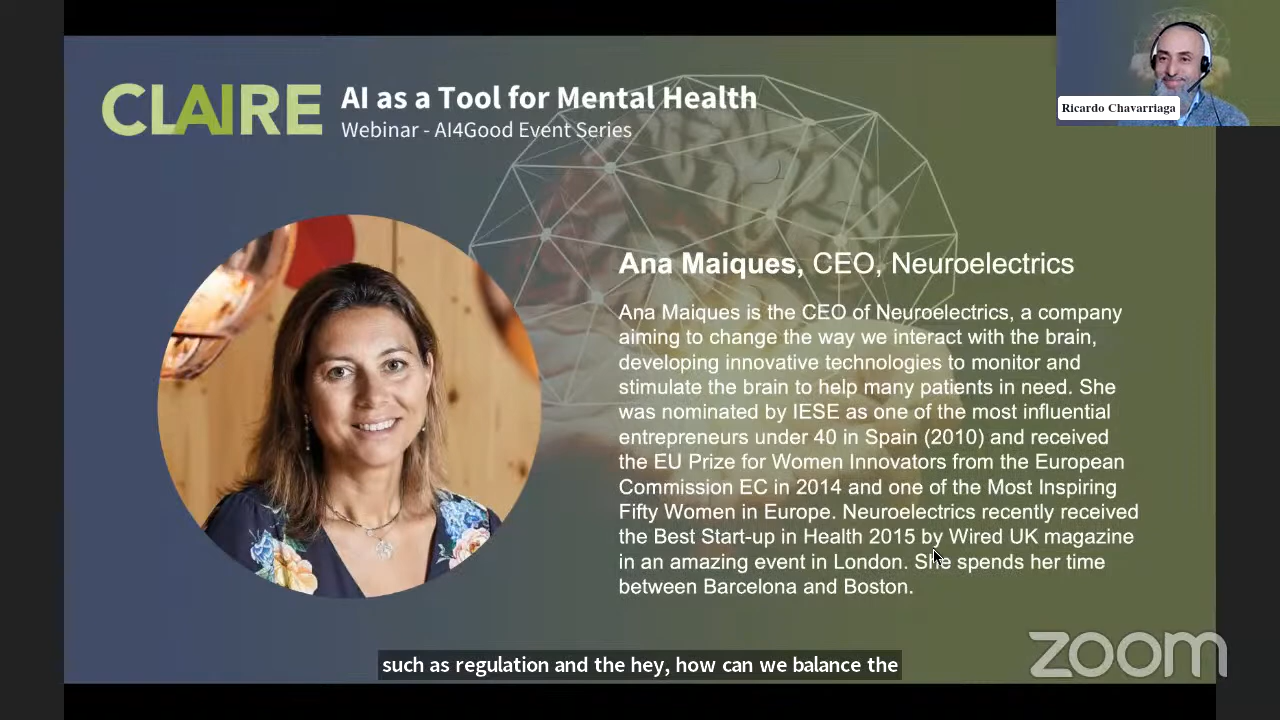 CLAIRE
AI as a Tool for Mental Health
Webinar - AI4Good Event Series
Ricardo Chavarriaga
Ana Maiques, CEO, Neuroelectrics
Ana Maiques is the CEO of Neuroelectrics, a company
aiming to change the way we interact with the brain,
developing innovative technologies to monitor and
stimulate the brain to help many patients in need. She
was nominated by IESE as one of the most influential
entrepreneurs under 40 in Spain (2010) and received
the EU Prize for Women Innovators from the European
Commission EC in 2014 and one of the Most Inspiring
Fifty Women in Europe. Neuroelectrics recently received
the Best Start-up in Health 2015 by Wired UK magazine
in an amazing event in London. She spends her time
between Barcelona and Boston.
such as regulation and the hey, how can we balance the
zoom